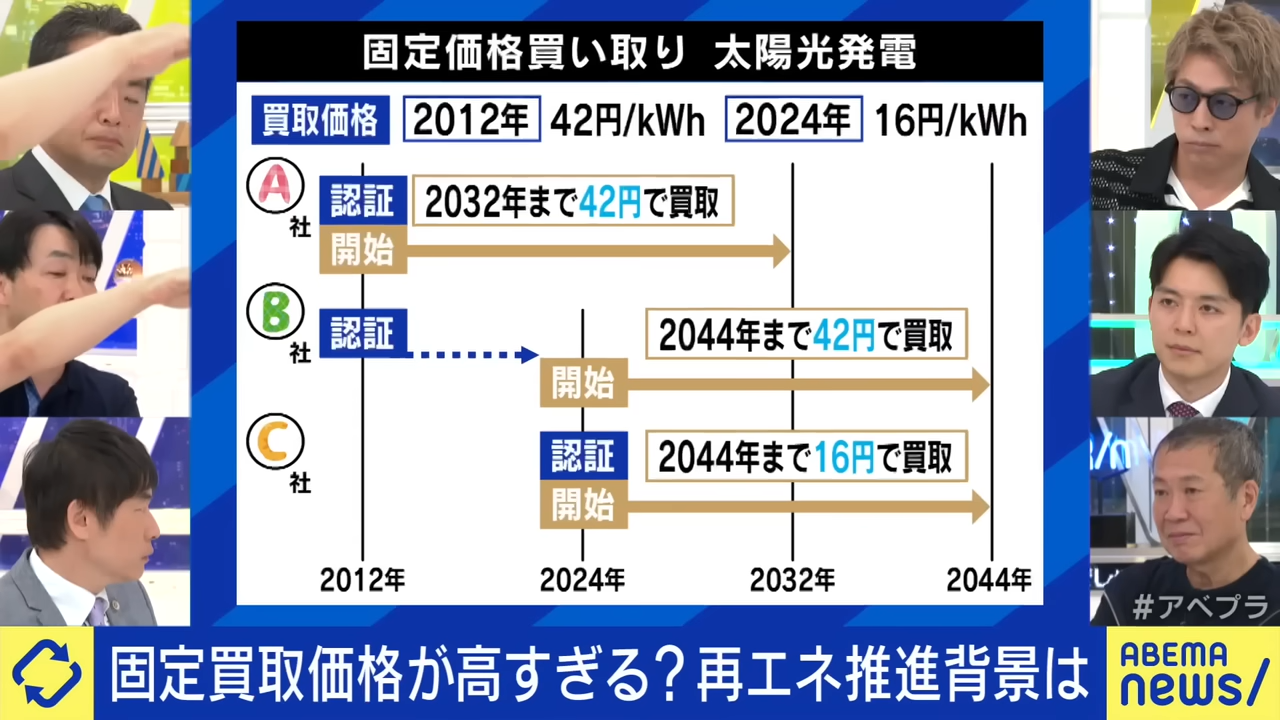 固定価格買い取り 太陽光発電
買取価格 2012年 42円/kWh 2024年 16円/kWh
A社
認証 2032年まで42円で買取
開始
B社
認証 2044年まで42円で買取
開始
C社
認証 2044年まで16円で買取
開始
2012年 2024年 2032年 2044年
#アベプラ
固定買取価格が高すぎる?再エネ推進背景は
ABEMA
NEWS/